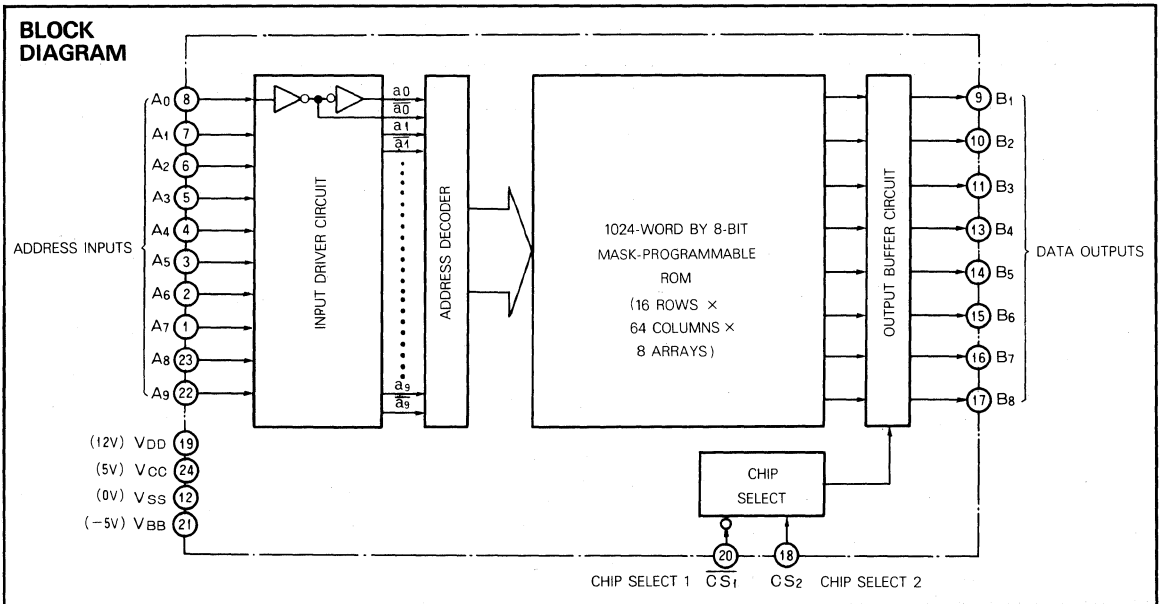 BLOCK
DIAGRAM
ADDRESS INPUTS
A0 8
A1 7
A2 6
A3 5
A4 4
A5 3
A6 2
A7 1
A8 23
A9 22
(12V) VDD 19
(5V) VCC 24
(0V) VSS 12
(−5V) VBB 21
INPUT DRIVER CIRCUIT
a0
a̅0̅
a1
a̅1̅
a9
a̅9̅
ADDRESS DECODER
1024-WORD BY 8-BIT
MASK-PROGRAMMABLE
ROM
(16 ROWS ×
64 COLUMNS ×
8 ARRAYS)
OUTPUT BUFFER CIRCUIT
9 B1
10 B2
11 B3
13 B4
14 B5
15 B6
16 B7
17 B8
DATA OUTPUTS
CHIP
SELECT
20 18
CHIP SELECT 1 C̅S̅1̅ CS2 CHIP SELECT 2